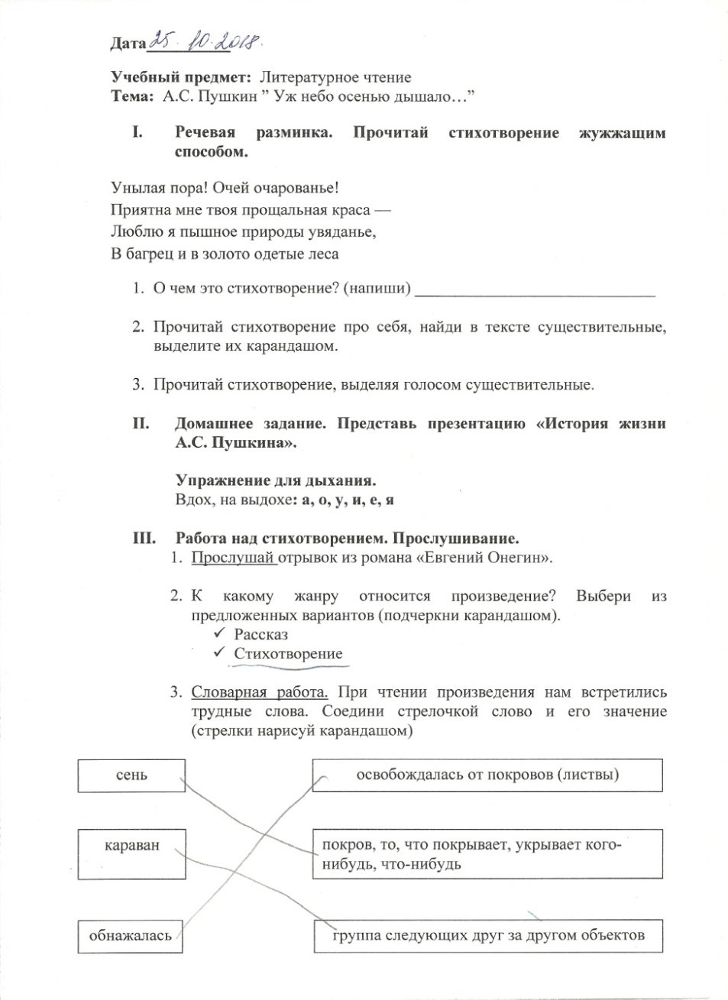 Дата 25.10.2018.
Учебный предмет: Литературное чтение
Тема: А.С. Пушкин ” Уж небо осенью дышало…”
I. Речевая разминка. Прочитай стихотворение жужжащим
способом.
Унылая пора! Очей очарованье!
Приятна мне твоя прощальная краса —
Люблю я пышное природы увяданье,
В багрец и в золото одетые леса
1. О чем это стихотворение? (напиши) ____________________________
2. Прочитай стихотворение про себя, найди в тексте существительные,
выделите их карандашом.
3. Прочитай стихотворение, выделяя голосом существительные.
II. Домашнее задание. Представь презентацию «История жизни
А.С. Пушкина».
Упражнение для дыхания.
Вдох, на выдохе: а, о, у, и, е, я
III. Работа над стихотворением. Прослушивание.
1. Прослушай отрывок из романа «Евгений Онегин».
2. К какому жанру относится произведение? Выбери из
предложенных вариантов (подчеркни карандашом).
✓ Рассказ
✓ Стихотворение
3. Словарная работа. При чтении произведения нам встретились
трудные слова. Соедини стрелочкой слово и его значение
(стрелки нарисуй карандашом)
сень
освобождалась от покровов (листвы)
караван
покров, то, что покрывает, укрывает кого-
нибудь, что-нибудь
обнажалась
группа следующих друг за другом объектов